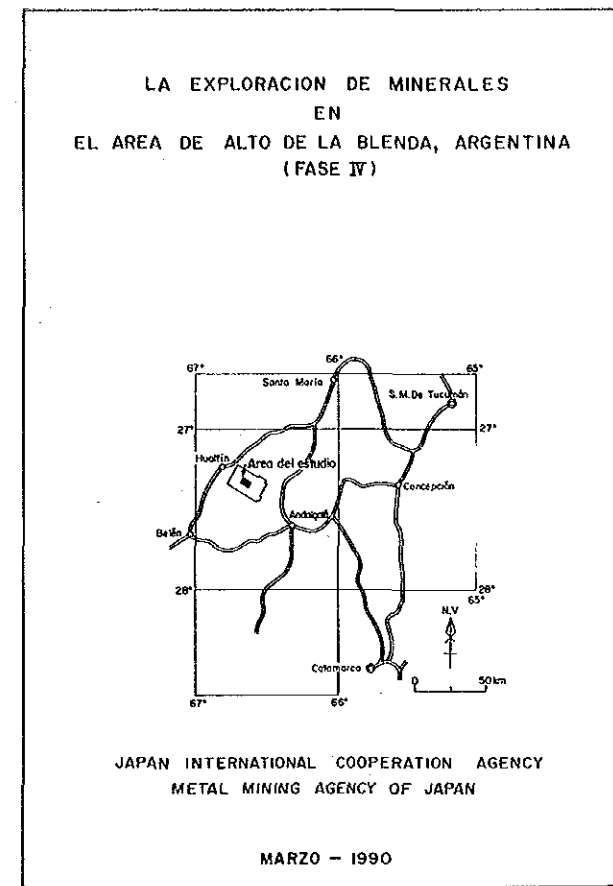 LA EXPLORACION DE MINERALES
EN
EL AREA DE ALTO DE LA BLENDA, ARGENTINA
(FASE IV)
67°
66°
65°
Santa María
S.M. De Tucumán
27°
27°
Hualfín
Area del estudio
Concepción
Andalgalá
Belén
28°
28°
65°
N.V
Catamarca
0 50km
67°
66°
JAPAN INTERNATIONAL COOPERATION AGENCY
METAL MINING AGENCY OF JAPAN
MARZO – 1990